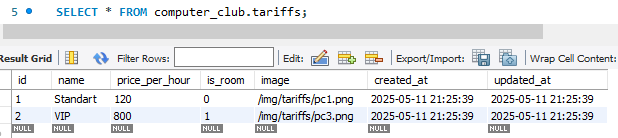 5 SELECT * FROM computer_club.tariffs;
Result Grid Filter Rows: Edit: Export/Import: Wrap Cell Content:
id name price_per_hour is_room image created_at updated_at
1 Standart 120 0 /img/tariffs/pc1.png 2025-05-11 21:25:39 2025-05-11 21:25:39
2 VIP 800 1 /img/tariffs/pc3.png 2025-05-11 21:25:39 2025-05-11 21:25:39
NULL NULL NULL NULL NULL NULL NULL